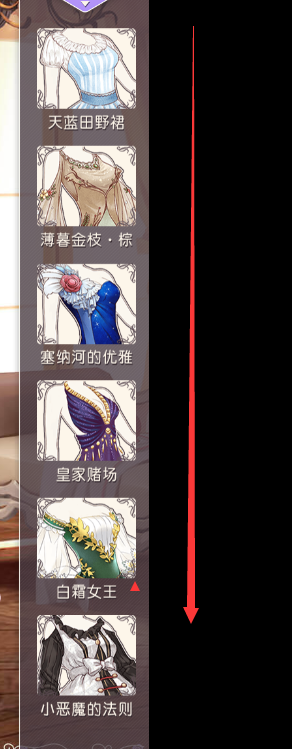 天蓝田野裙
薄暮金枝·棕
塞纳河的优雅
皇家赌场
白霜女王
小恶魔的法则